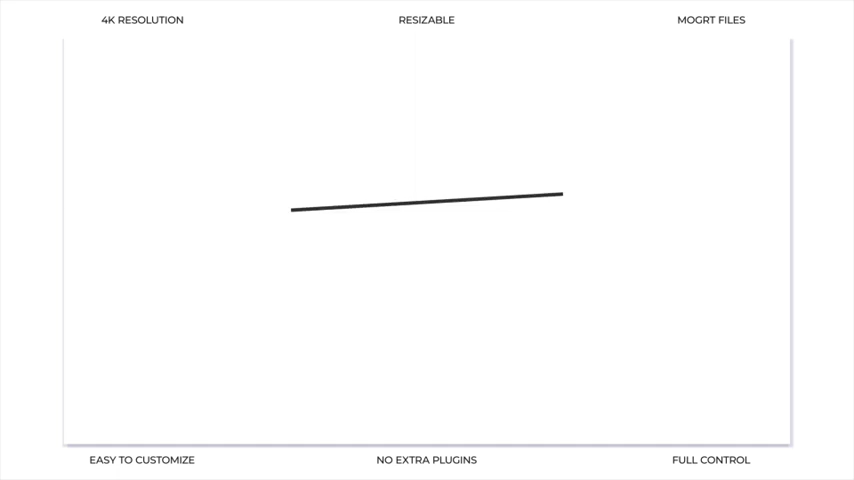 4K RESOLUTION
RESIZABLE
MOGRT FILES
EASY TO CUSTOMIZE
NO EXTRA PLUGINS
FULL CONTROL